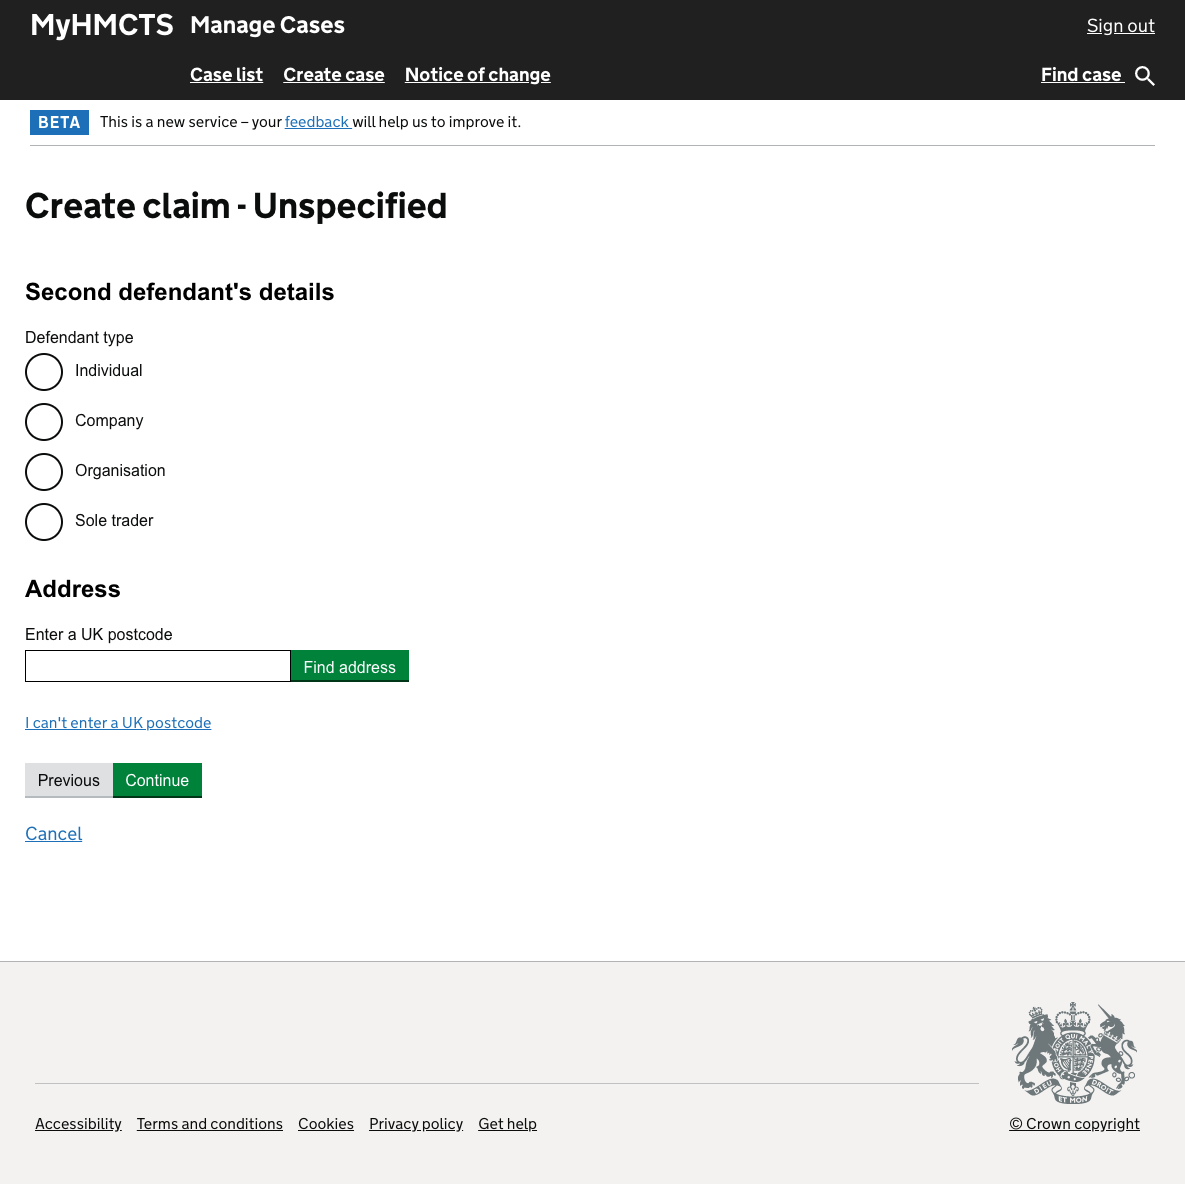 MyHMCTS Manage Cases Sign out
Case list Create case Notice of change Find case
BETA This is a new service – your feedback will help us to improve it.
Create claim - Unspecified
Second defendant's details
Defendant type
Individual
Company
Organisation
Sole trader
Address
Enter a UK postcode
Find address
I can't enter a UK postcode
Previous Continue
Cancel
DIEU ET MON DROIT
Accessibility Terms and conditions Cookies Privacy policy Get help © Crown copyright